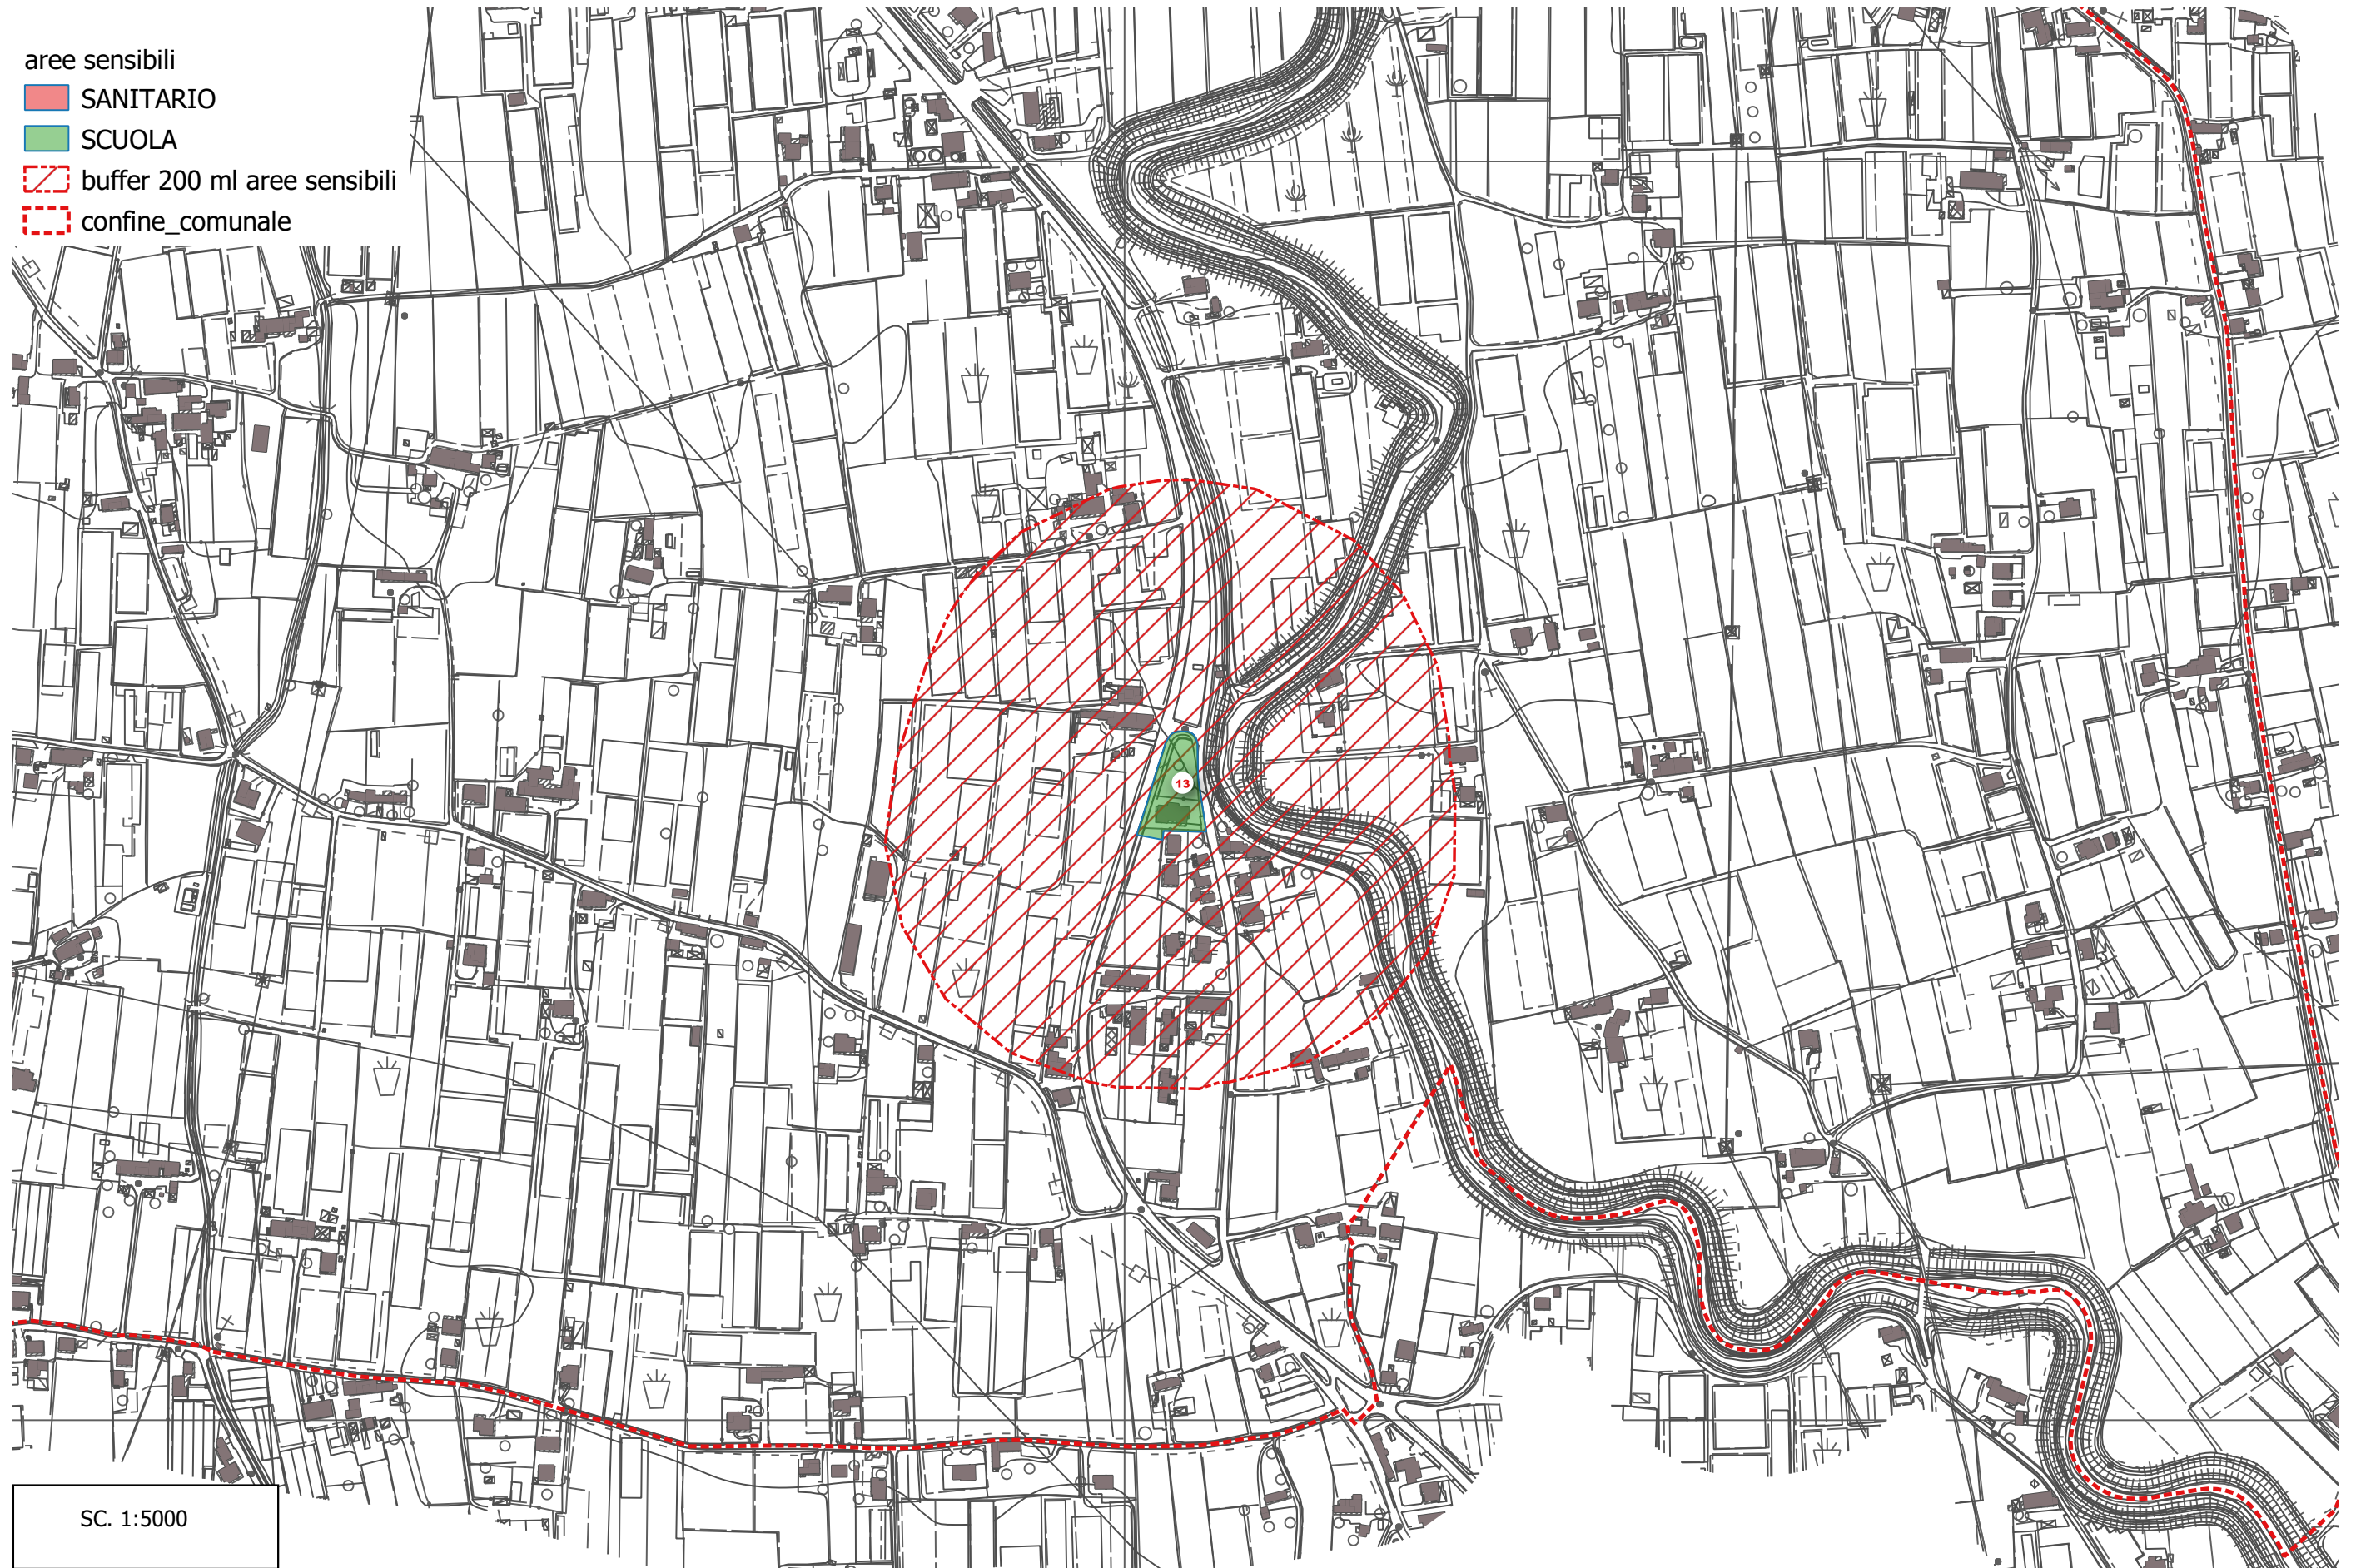 aree sensibili
SANITARIO
SCUOLA
buffer 200 ml aree sensibili
confine_comunale
13
SC. 1:5000